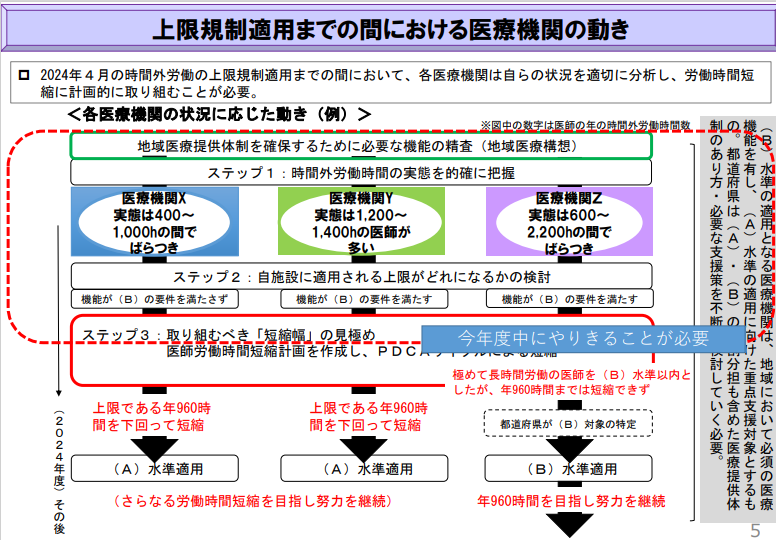 上限規制適用までの間における医療機関の動き
2024年4月の時間外労働の上限規制適用までの間において、各医療機関は自らの状況を適切に分析し、労働時間短
縮に計画的に取り組むことが必要。
＜各医療機関の状況に応じた動き（例）＞
※図中の数字は医師の年の時間外労働時間数
地域医療提供体制を確保するために必要な機能の精査（地域医療構想）
ステップ１：時間外労働時間の実態を的確に把握
医療機関X
実態は400～
1,000hの間で
ばらつき
医療機関Y
実態は1,200～
1,400hの医師が
多い
医療機関Z
実態は600～
2,200hの間で
ばらつき
ステップ２：自施設に適用される上限がどれになるかの検討
機能が（B）の要件を満たさず
機能が（B）の要件を満たす
機能が（B）の要件を満たす
ステップ３：取り組むべき「短縮幅」の見極め
医師労働時間短縮計画を作成し、ＰＤＣＡ
による短縮
今年度中にやりきることが必要
極めて長時間労働の医師を（B）水準以内と
したが、年960時間までは短縮できず
上限である年960時
間を下回って短縮
上限である年960時
間を下回って短縮
都道府県が（B）対象の特定
（A）水準適用
（A）水準適用
（B）水準適用
（さらなる労働時間短縮を目指し努力を継続）
年960時間を目指し努力を継続
（２０２４年度）その後
（B）水準の適用となる医療機関は、地域において必須の医療
機能を有し、（A）水準の適用に向けた重点支援対象とするも
の。都道府県は（A）・（B）の
分担も含めた医療提供体
制のあり方・必要な支援策を不断
検討していく必要。
5